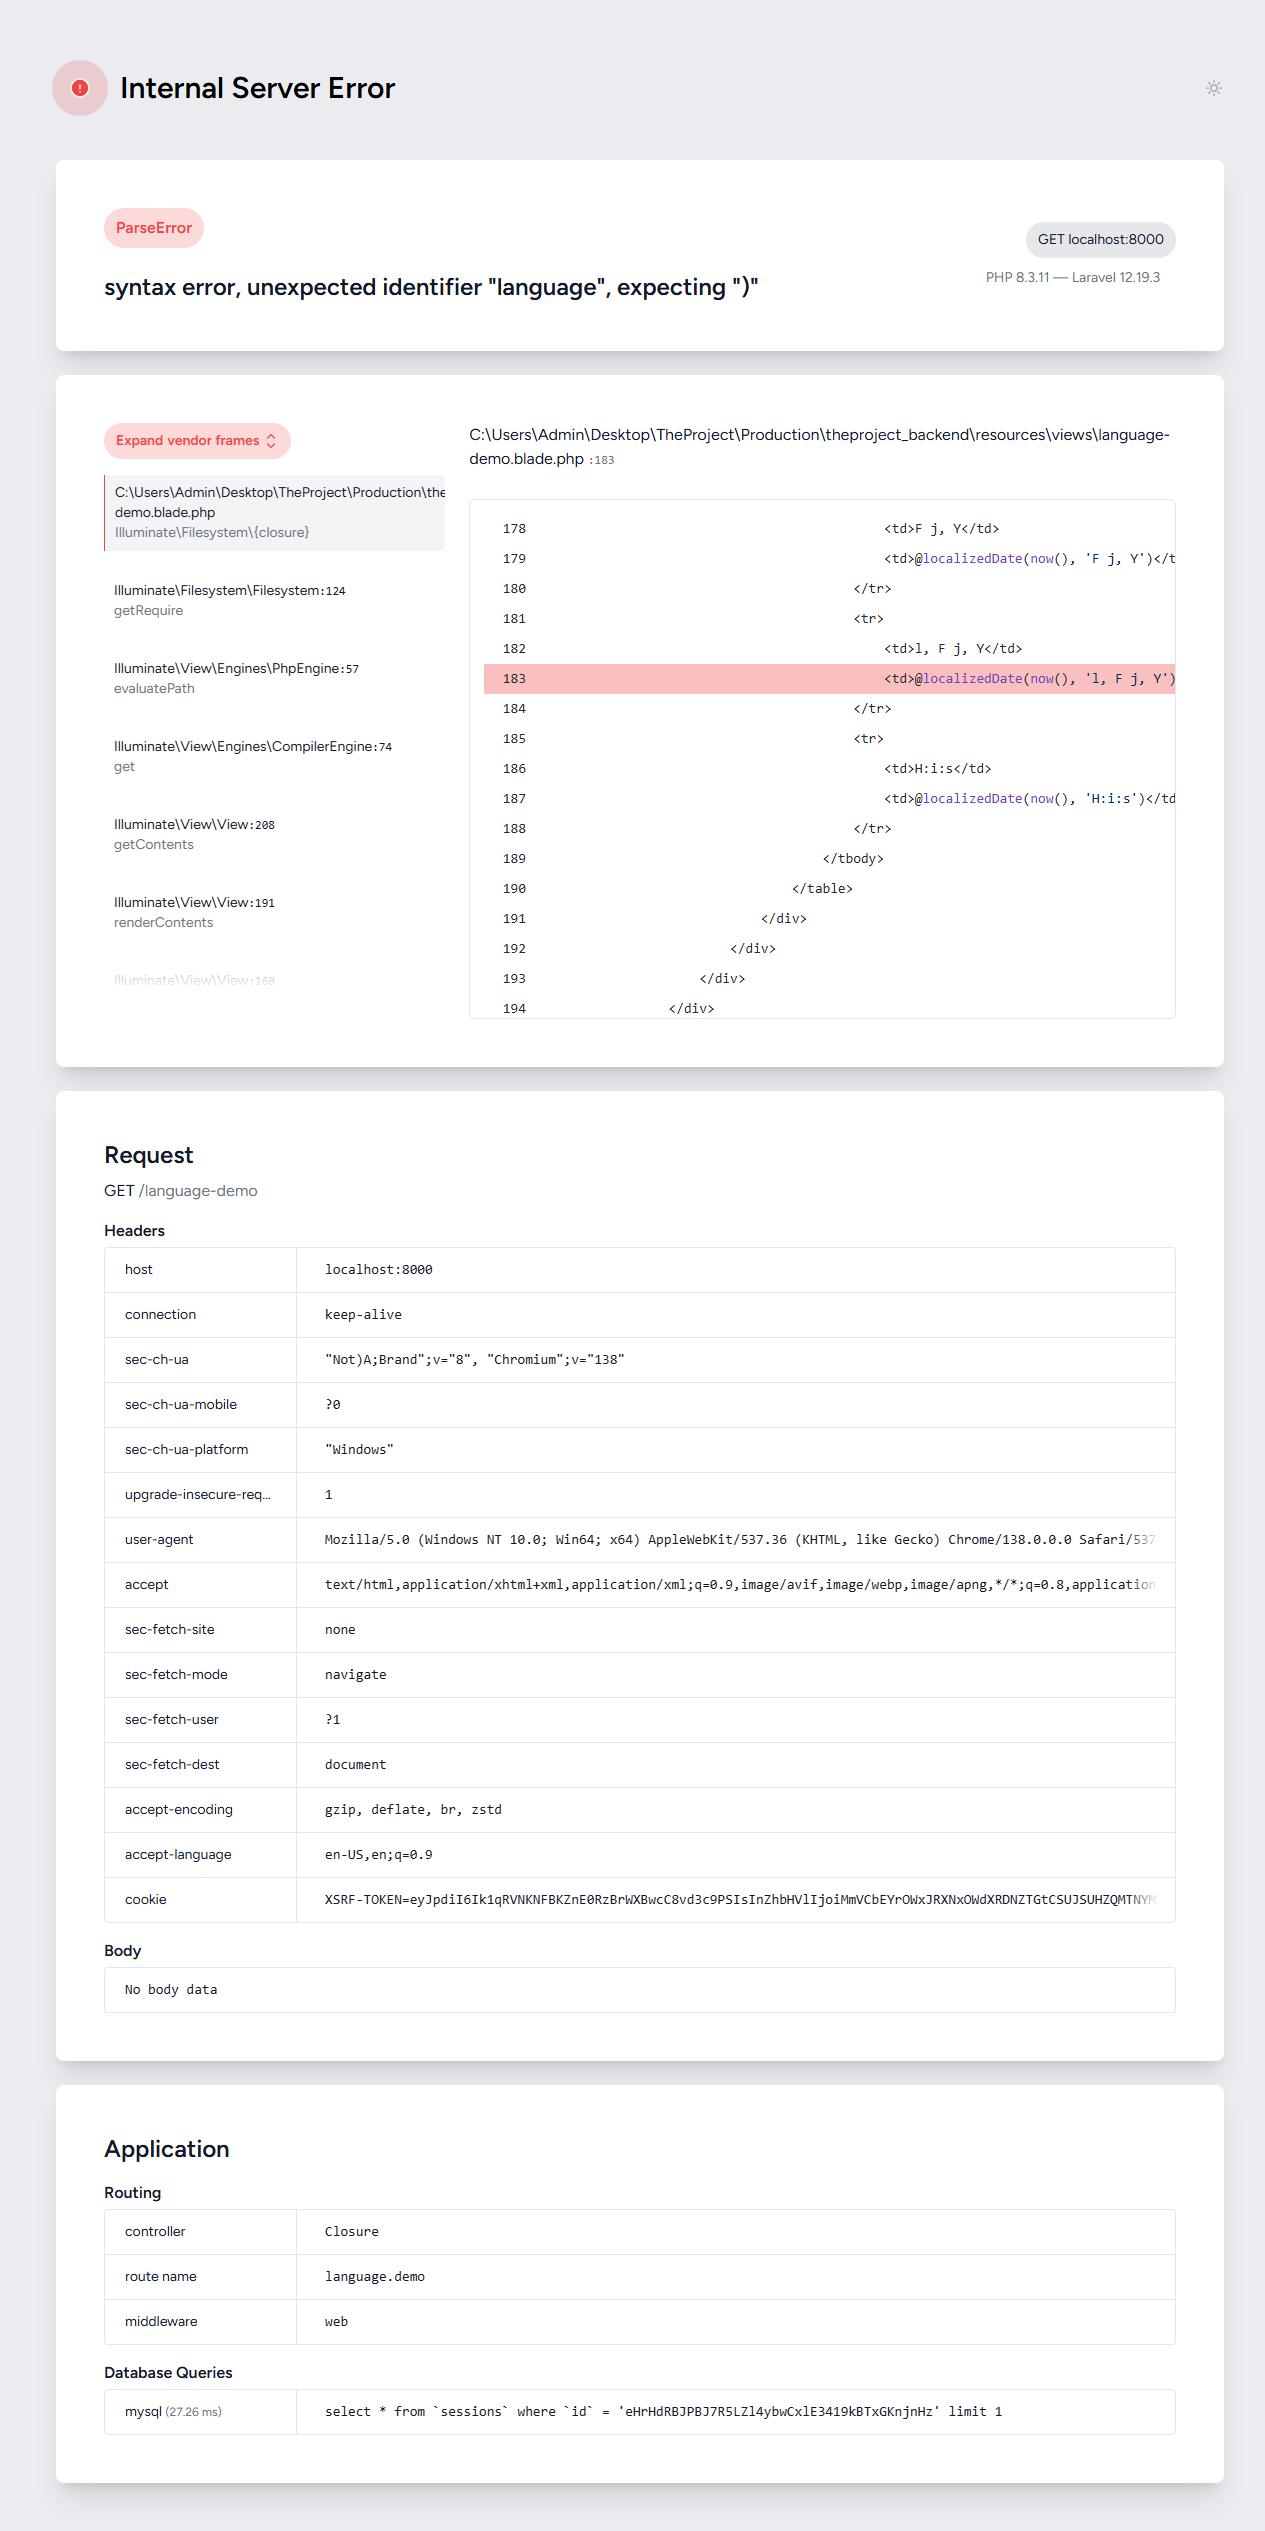 Internal Server Error
ParseError
GET localhost:8000
syntax error, unexpected identifier "language", expecting ")"
PHP 8.3.11 — Laravel 12.19.3
Expand vendor frames
C:\Users\Admin\Desktop\TheProject\Production\the
demo.blade.php
Illuminate\Filesystem\{closure}
Illuminate\Filesystem\Filesystem:124
getRequire
Illuminate\View\Engines\PhpEngine:57
evaluatePath
Illuminate\View\Engines\CompilerEngine:74
get
Illuminate\View\View:208
getContents
Illuminate\View\View:191
renderContents
Illuminate\View\View:160
C:\Users\Admin\Desktop\TheProject\Production\theproject_backend\resources\views\language-
demo.blade.php :183
178 <td>F j, Y</td>
179 <td>@localizedDate(now(), 'F j, Y')</t
180 </tr>
181 <tr>
182 <td>l, F j, Y</td>
183 <td>@localizedDate(now(), 'l, F j, Y')
184 </tr>
185 <tr>
186 <td>H:i:s</td>
187 <td>@localizedDate(now(), 'H:i:s')</td
188 </tr>
189 </tbody>
190 </table>
191 </div>
192 </div>
193 </div>
194 </div>
Request
GET /language-demo
Headers
host localhost:8000
connection keep-alive
sec-ch-ua "Not)A;Brand";v="8", "Chromium";v="138"
sec-ch-ua-mobile ?0
sec-ch-ua-platform "Windows"
upgrade-insecure-req... 1
user-agent Mozilla/5.0 (Windows NT 10.0; Win64; x64) AppleWebKit/537.36 (KHTML, like Gecko) Chrome/138.0.0.0 Safari/537
accept text/html,application/xhtml+xml,application/xml;q=0.9,image/avif,image/webp,image/apng,*/*;q=0.8,application
sec-fetch-site none
sec-fetch-mode navigate
sec-fetch-user ?1
sec-fetch-dest document
accept-encoding gzip, deflate, br, zstd
accept-language en-US,en;q=0.9
cookie XSRF-TOKEN=eyJpdiI6Ik1qRVNKNFBKZnE0RzBrWXBwcC8vd3c9PSIsInZhbHVlIjoiMmVCbEYrOWxJRXNxOWdXRDNZTGtCSUJSUHZQMTNYM
Body
No body data
Application
Routing
controller Closure
route name language.demo
middleware web
Database Queries
mysql (27.26 ms) select * from `sessions` where `id` = 'eHrHdRBJPBJ7R5LZl4ybwCxlE3419kBTxGKnjnHz' limit 1